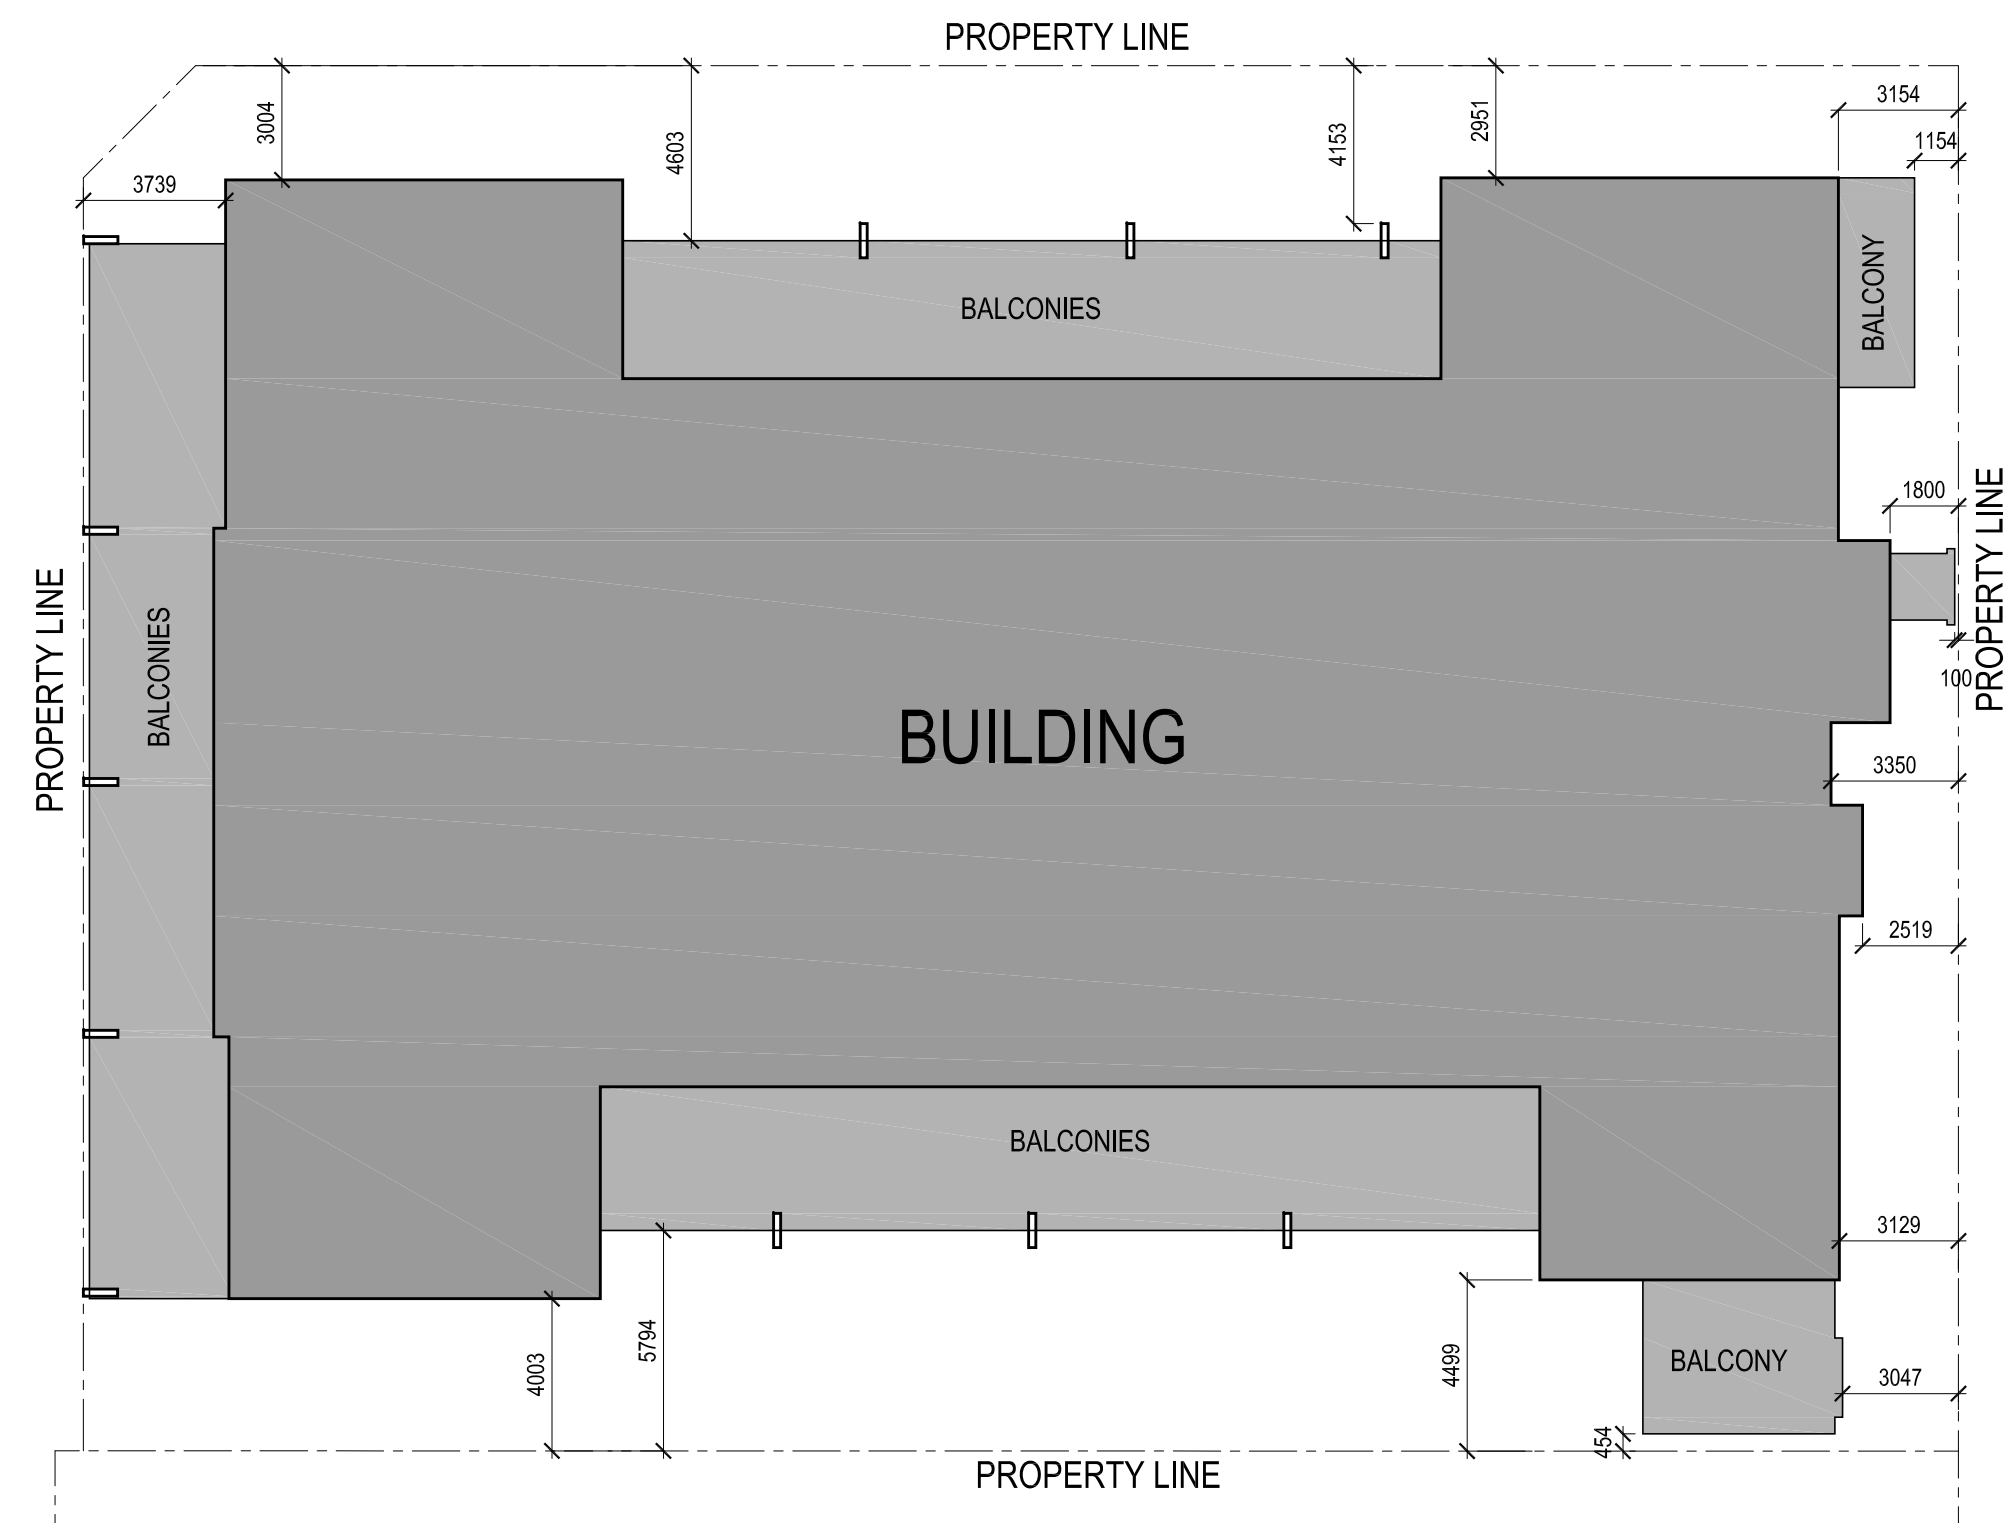 PROPERTY LINE
3154
3004
4603
4153
2951
1154
3739
BALCONY
BALCONIES
1800
PROPERTY LINE
PROPERTY LINE
BALCONIES
100
BUILDING
3350
2519
BALCONIES
3129
5794
4003
4499
BALCONY
3047
454
PROPERTY LINE